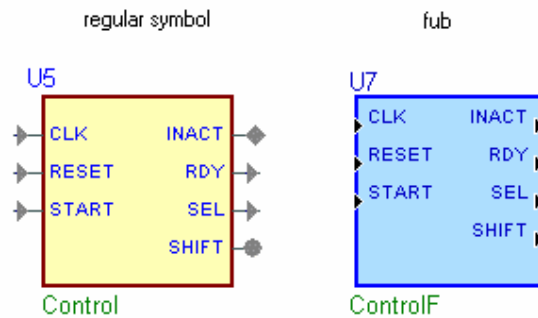 regular symbol
fub
U5
U7
CLK INACT
RESET RDY
START SEL
SHIFT
CLK INACT
RESET RDY
START SEL
SHIFT
Control
ControlF